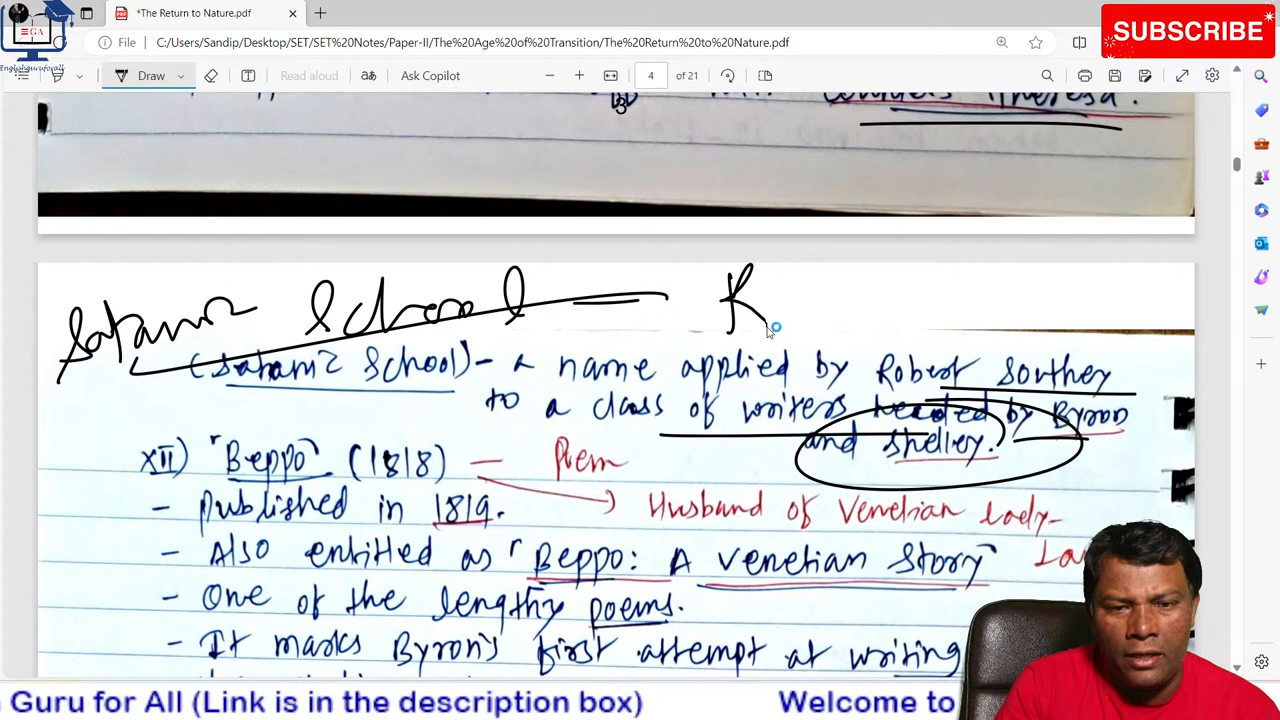 *The Return to Nature.pdf
SUBSCRIBE
EGA
Englishguruforall
File
C:/Users/Sandip/Desktop/SET/SET%20Notes/Paper-II/The%20Age%20of%20Transition/The%20Return%20to%20Nature.pdf
Draw
Read aloud
Ask Copilot
4 of 21
Theresa.
Satanic School — R
(Satanic School) - a name applied by Robert Southey
to a class of writers headed by Byron
and Shelley.
XII) "Beppo" (1818) — Poem
- Published in 1819. Husband of Venetian lady-
- Also entitled as "Beppo: A Venetian Story"
- One of the lengthy poems.
- It marks Byron's first attempt at writing
Guru for All (Link is in the description box) Welcome to